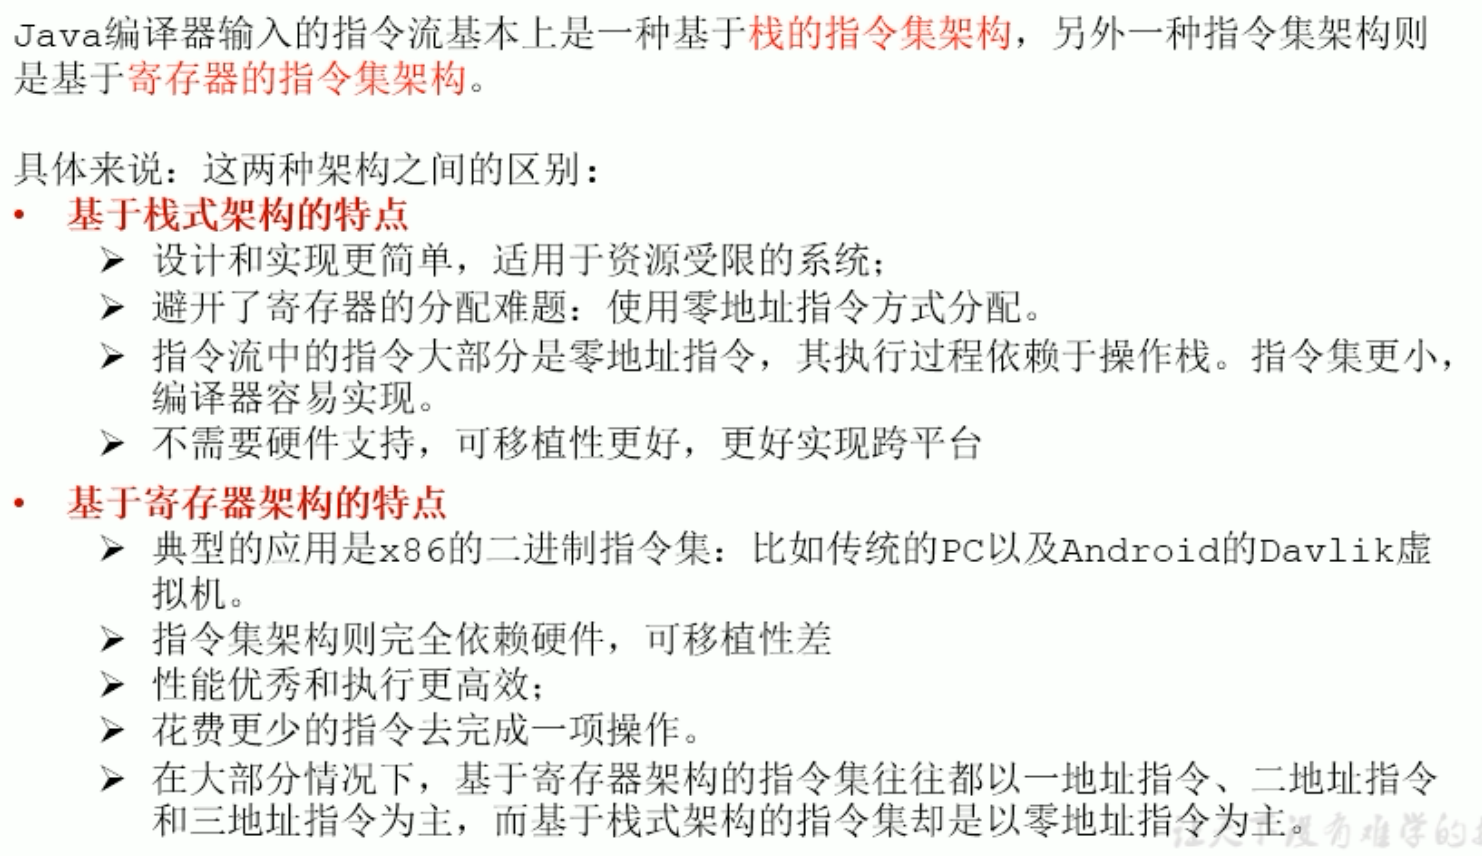 Java编译器输入的指令流基本上是一种基于栈的指令集架构，另外一种指令集架构则
是基于寄存器的指令集架构。
具体来说：这两种架构之间的区别：
• 基于栈式架构的特点
➢ 设计和实现更简单，适用于资源受限的系统；
➢ 避开了寄存器的分配难题：使用零地址指令方式分配。
➢ 指令流中的指令大部分是零地址指令，其执行过程依赖于操作栈。指令集更小，
编译器容易实现。
➢ 不需要硬件支持，可移植性更好，更好实现跨平台
• 基于寄存器架构的特点
➢ 典型的应用是x86的二进制指令集：比如传统的PC以及Android的Davlik虚
拟机。
➢ 指令集架构则完全依赖硬件，可移植性差
➢ 性能优秀和执行更高效；
➢ 花费更少的指令去完成一项操作。
➢ 在大部分情况下，基于寄存器架构的指令集往往都以一地址指令、二地址指令
和三地址指令为主，而基于栈式架构的指令集却是以零地址指令为主。
没有难学的